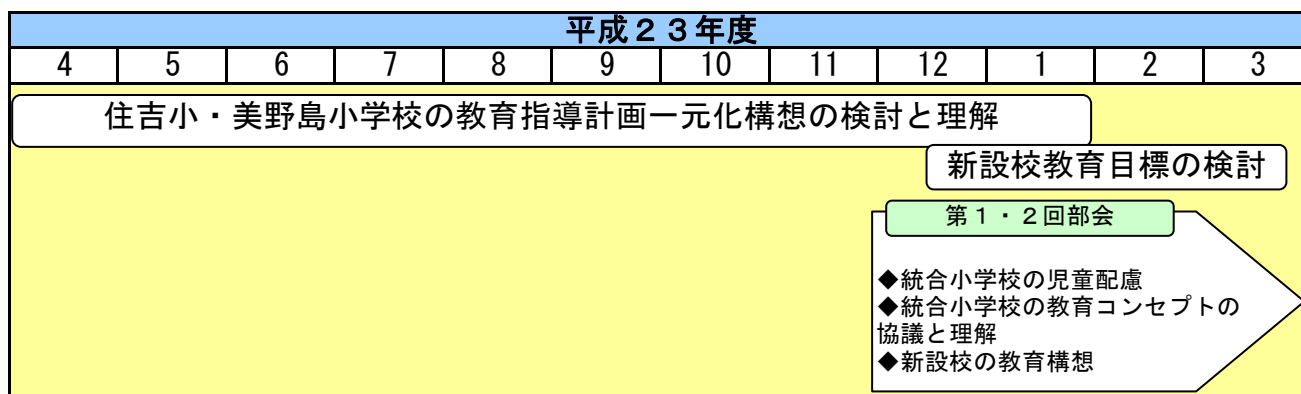 平成２３年度
4 5 6 7 8 9 10 11 12 1 2 3
住吉小・美野島小学校の教育指導計画一元化構想の検討と理解
新設校教育目標の検討
第１・２回部会
◆統合小学校の児童配慮
◆統合小学校の教育コンセプトの
協議と理解
◆新設校の教育構想